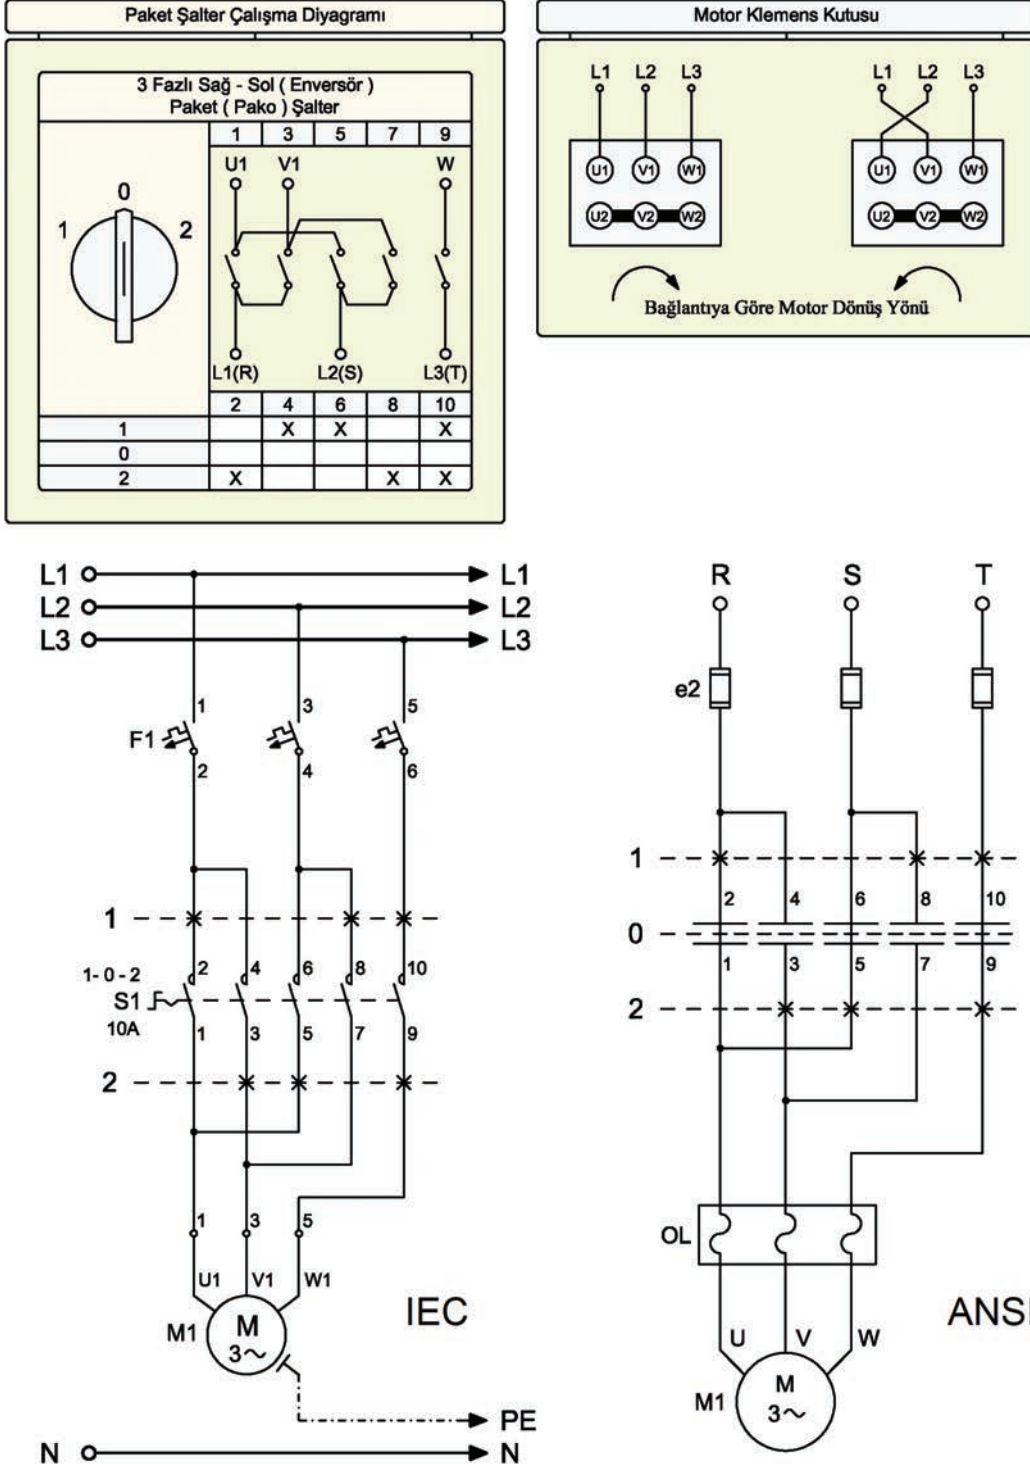 Paket Şalter Çalışma Diyagramı
3 Fazlı Sağ - Sol ( Enversör )
Paket ( Pako ) Şalter
1 3 5 7 9
U1 V1 W
0
1 2
L1(R) L2(S) L3(T)
2 4 6 8 10
1 X X X
0
2 X X X
Motor Klemens Kutusu
L1 L2 L3 L1 L2 L3
U1 V1 W1 U1 V1 W1
U2 V2 W2 U2 V2 W2
Bağlantıya Göre Motor Dönüş Yönü
L1 L1
L2 L2
L3 L3
1 3 5
F1
2 4 6
1
2 4 6 8 10
1- 0 - 2
S1
10A
1 3 5 7 9
2
1 3 5
U1 V1 W1
M1 M
3~
IEC
PE
N N
R S T
e2
1
2 4 6 8 10
0
1 3 5 7 9
2
OL
U V W
M1 M
3~
ANSI